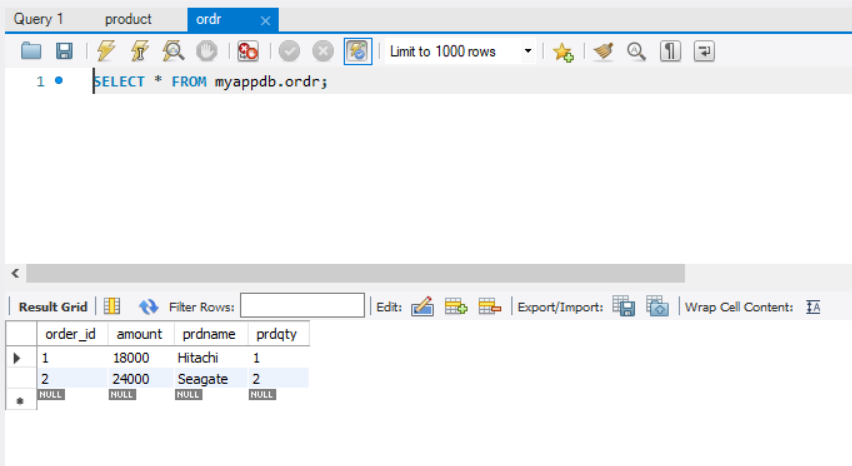 Query 1 product ordr
Limit to 1000 rows
1 SELECT * FROM myappdb.ordr;
Result Grid Filter Rows: Edit: Export/Import: Wrap Cell Content:
order_id amount prdname prdqty
1 18000 Hitachi 1
2 24000 Seagate 2
NULL NULL NULL NULL